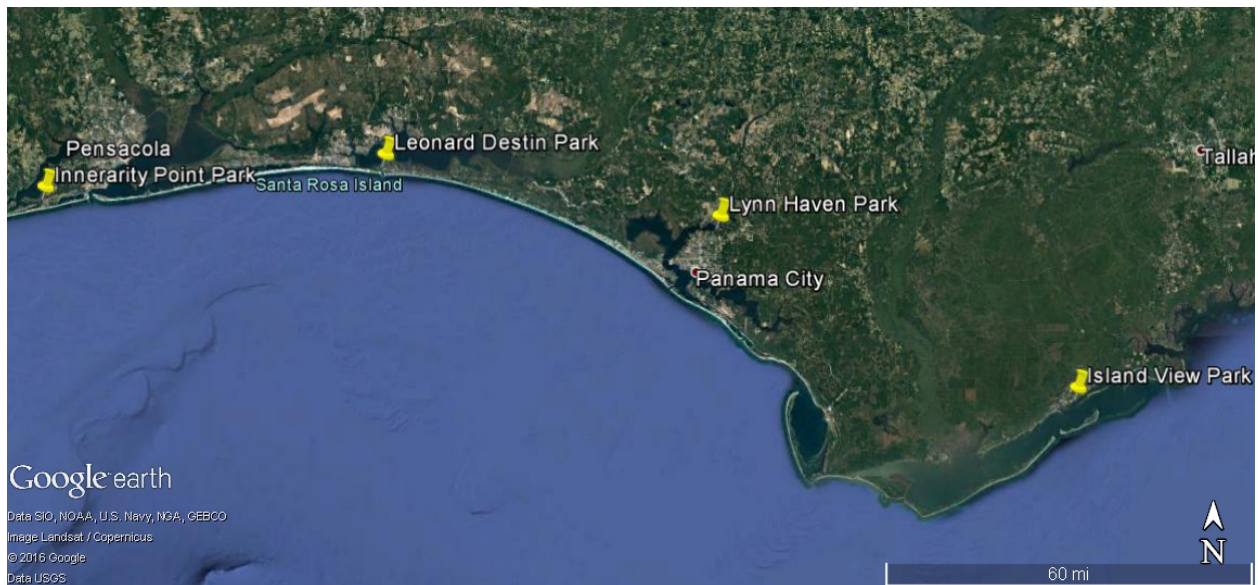 Leonard Destin Park
Pensacola
Innerarity Point Park
Santa Rosa Island
Tallah
Lynn Haven Park
Panama City
Island View Park
Google earth
Data SIO, NOAA, U.S. Navy, NGA, GEBCO
Image Landsat / Copernicus
© 2016 Google
Data USGS
N
60 mi